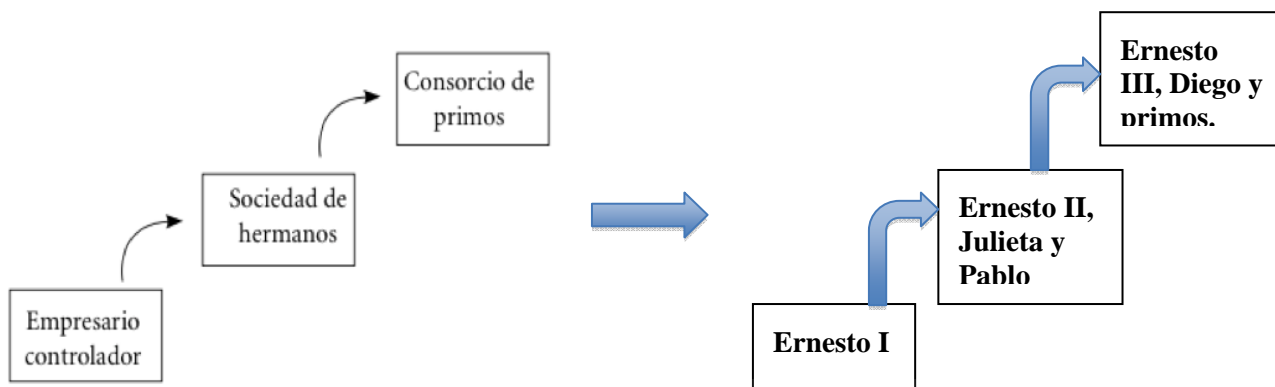 Consorcio de
primos
Sociedad de
hermanos
Empresario
controlador
Ernesto
III, Diego y
primos.
Ernesto II,
Julieta y
Pablo
Ernesto I